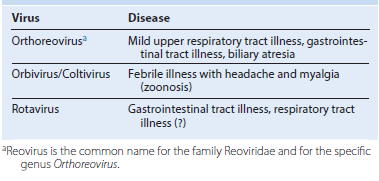 Virus Disease
Orthoreovirusᵃ Mild upper respiratory tract illness, gastrointes-
tinal tract illness, biliary atresia
Orbivirus/Coltivirus Febrile illness with headache and myalgia
(zoonosis)
Rotavirus Gastrointestinal tract illness, respiratory tract
illness (?)
ᵃReovirus is the common name for the family Reoviridae and for the specific
genus Orthoreovirus.